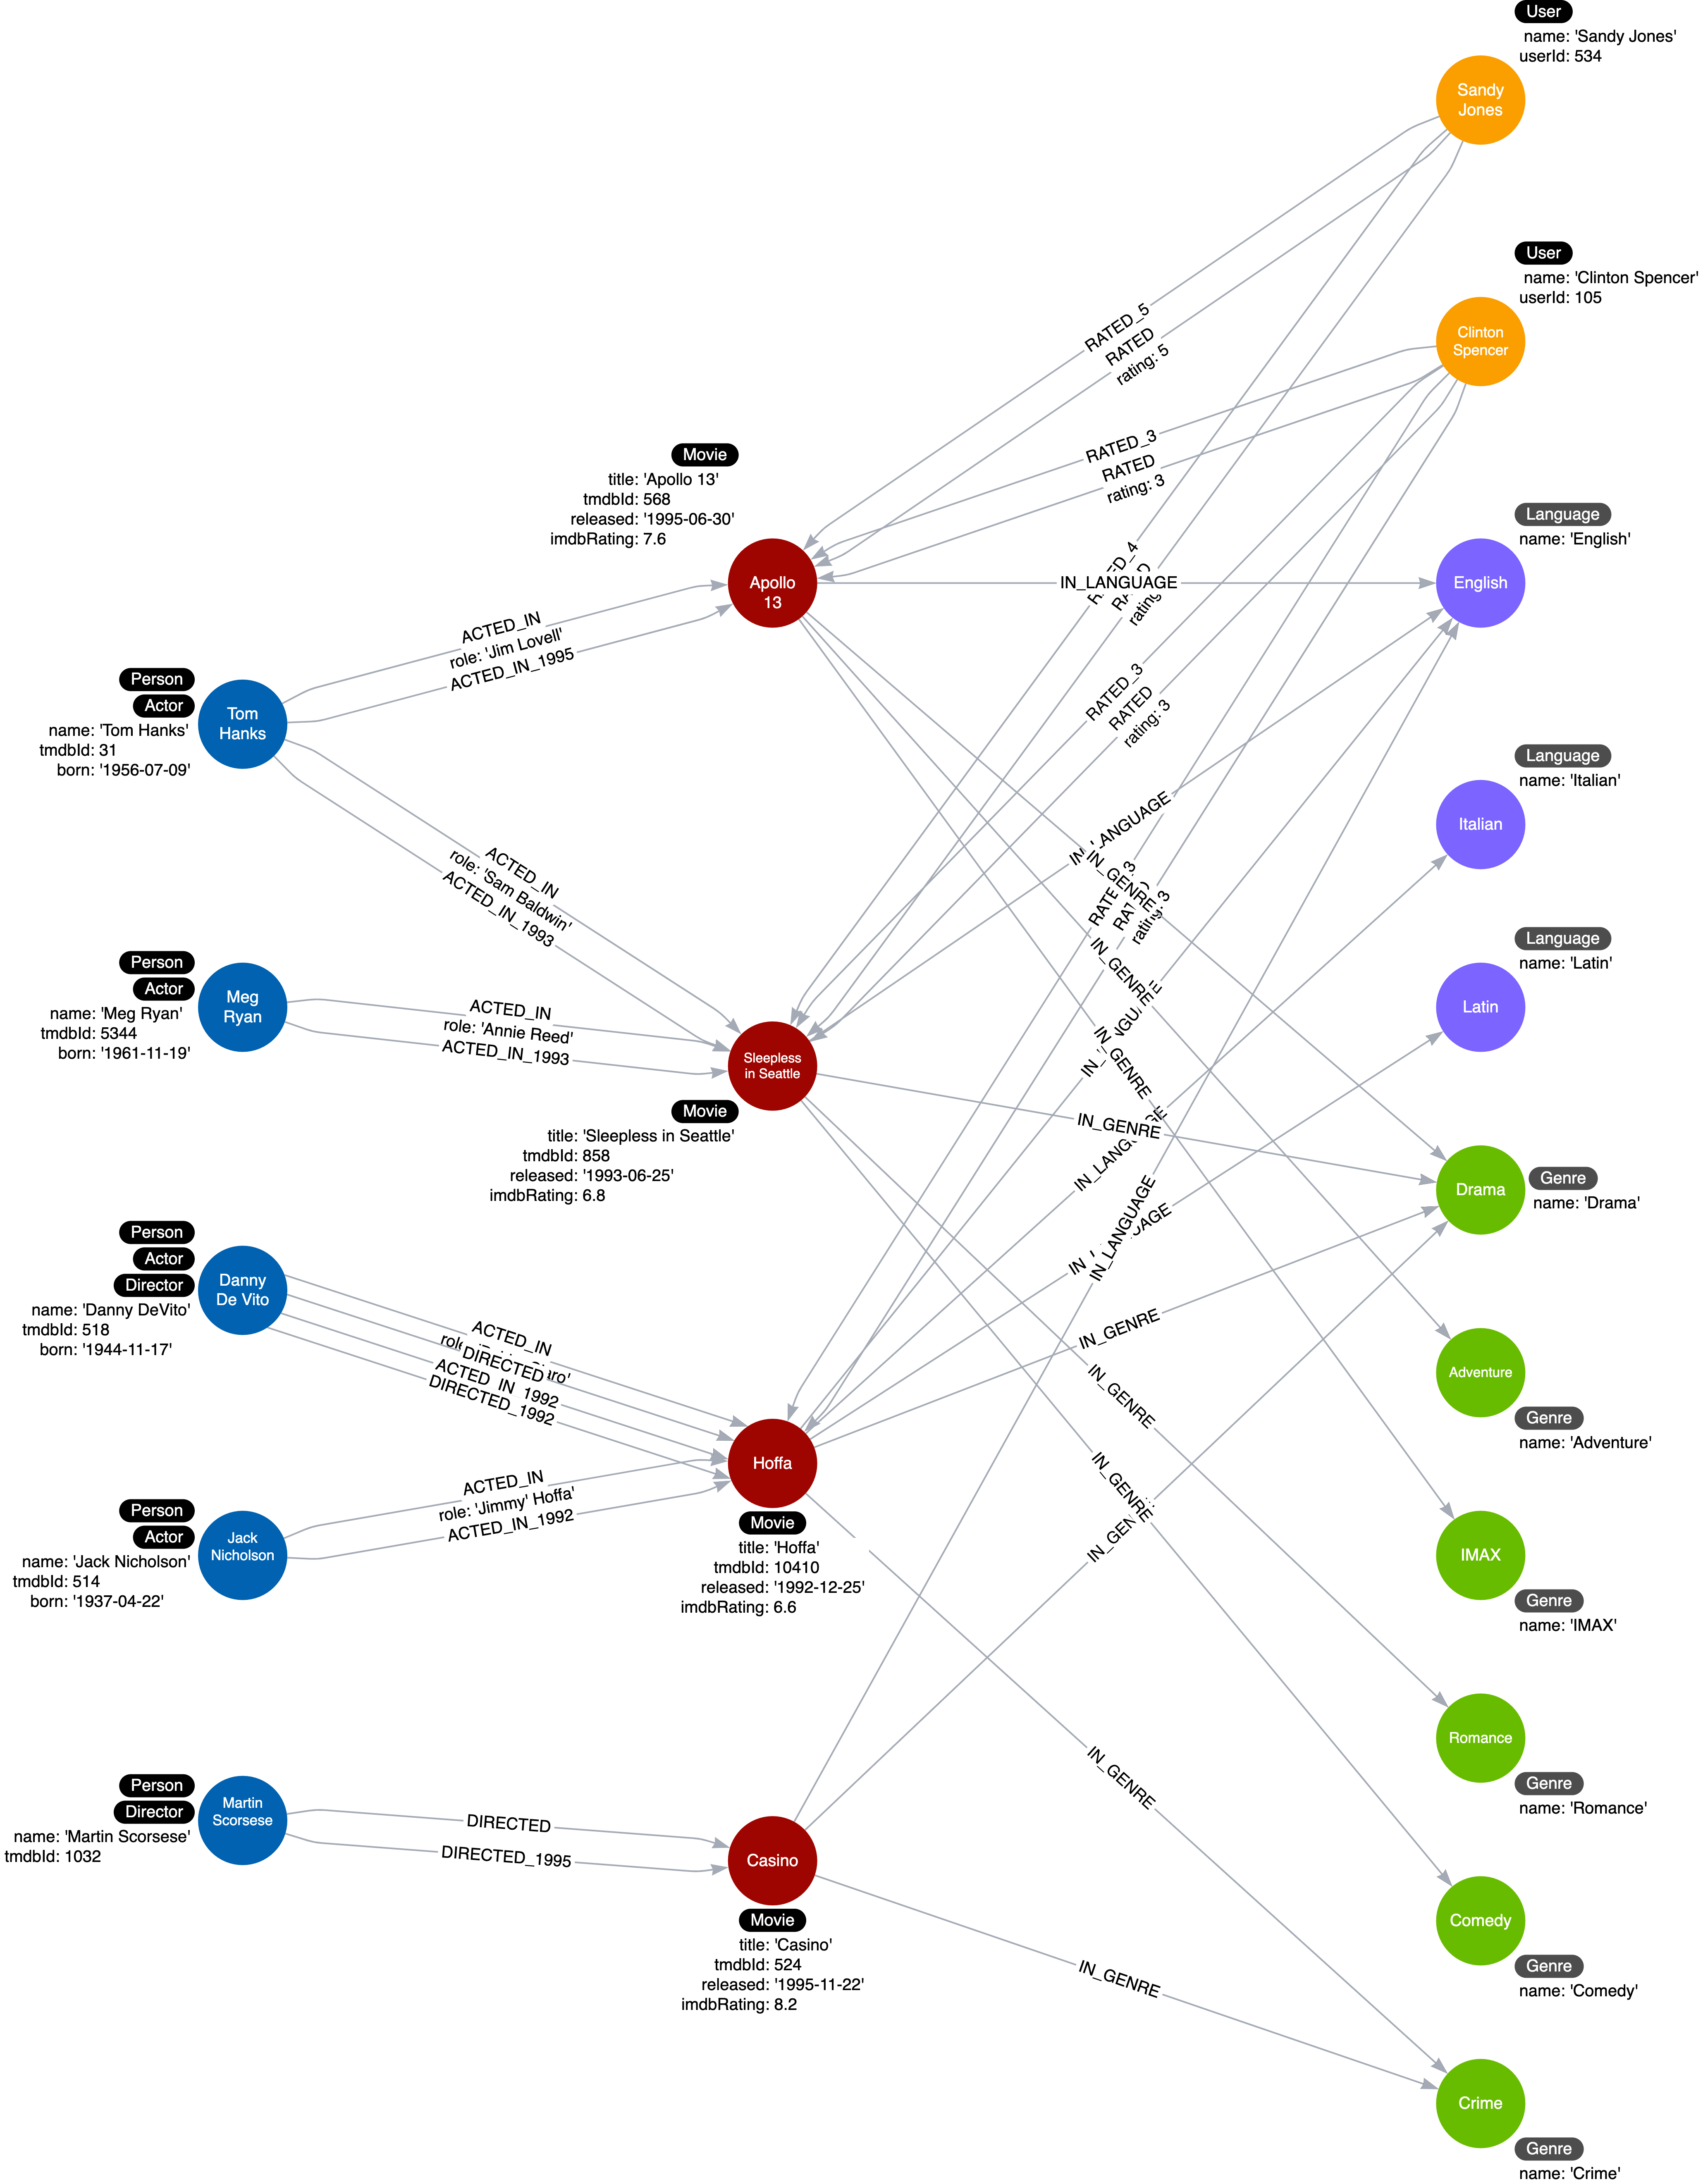 User
name: 'Sandy Jones'
userId: 534
Sandy
Jones
User
name: 'Clinton Spencer'
userId: 105
Clinton
Spencer
RATED_5
RATED
rating: 5
RATED_3
RATED
rating: 3
Movie
title: 'Apollo 13'
tmdbId: 568
released: '1995-06-30'
imdbRating: 7.6
Apollo
13
IN_LANGUAGE
Language
name: 'English'
English
ACTED_IN
role: 'Jim Lovell'
ACTED_IN_1995
Person
Actor
name: 'Tom Hanks'
tmdbId: 31
born: '1956-07-09'
Tom
Hanks
RATED_3
RATED
rating: 3
Language
name: 'Italian'
Italian
IN_GENRE
ACTED_IN
role: 'Sam Baldwin'
ACTED_IN_1993
Language
name: 'Latin'
Latin
IN_GENRE
IN_GENRE
Person
Actor
name: 'Meg Ryan'
tmdbId: 5344
born: '1961-11-19'
Meg
Ryan
ACTED_IN
role: 'Annie Reed'
ACTED_IN_1993
Sleepless
in Seattle
Movie
title: 'Sleepless in Seattle'
tmdbId: 858
released: '1993-06-25'
imdbRating: 6.8
IN_GENRE
Drama
Genre
name: 'Drama'
IN_LANGUAGE
IN_GENRE
Person
Actor
Director
name: 'Danny DeVito'
tmdbId: 518
born: '1944-11-17'
Danny
De Vito
ACTED_IN
DIRECTED
ACTED_IN_1992
DIRECTED_1992
Adventure
Genre
name: 'Adventure'
IN_GENRE
Hoffa
Movie
title: 'Hoffa'
tmdbId: 10410
released: '1992-12-25'
imdbRating: 6.6
IN_GENRE
Person
Actor
name: 'Jack Nicholson'
tmdbId: 514
born: '1937-04-22'
Jack
Nicholson
ACTED_IN
role: 'Jimmy' Hoffa'
ACTED_IN_1992
IMAX
Genre
name: 'IMAX'
Romance
Genre
name: 'Romance'
IN_GENRE
Person
Director
name: 'Martin Scorsese'
tmdbId: 1032
Martin
Scorsese
DIRECTED
DIRECTED_1995
Casino
Movie
title: 'Casino'
tmdbId: 524
released: '1995-11-22'
imdbRating: 8.2
IN_GENRE
Comedy
Genre
name: 'Comedy'
Crime
Genre
name: 'Crime'